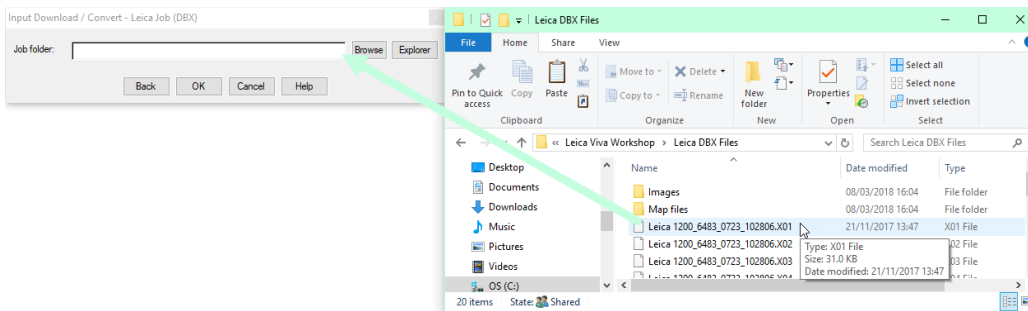 Input Download / Convert - Leica Job (DBX)
Job folder:
Browse Explorer
Back OK Cancel Help
Leica DBX Files
File Home Share View
Pin to Quick access
Copy
Paste
Move to
Copy to
Delete
Rename
New folder
Properties
Select all
Select none
Invert selection
Clipboard Organize New Open Select
« Leica Viva Workshop > Leica DBX Files
Search Leica DBX Files
Desktop
Documents
Downloads
Music
Pictures
Videos
OS (C:)
Name Date modified Type
Images 08/03/2018 16:04 File folder
Map files 08/03/2018 16:04 File folder
Leica 1200_6483_0723_102806.X01 21/11/2017 13:47 X01 File
Leica 1200_6483_0723_102806.X02
Leica 1200_6483_0723_102806.X03
Type: X01 File
Size: 31.0 KB
Date modified: 21/11/2017 13:47
20 items State: Shared